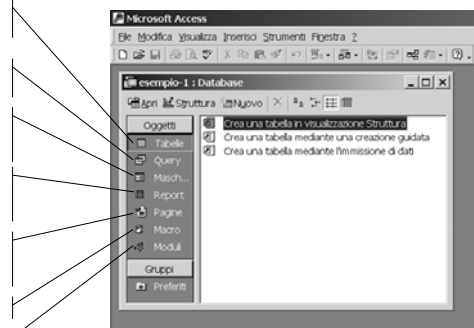 Microsoft Access
File Modifica Visualizza Inserisci Strumenti Finestra ?
esempio-1 : Database
Apri Struttura Nuovo
Oggetti
Tabelle
Query
Masch...
Report
Pagine
Macro
Moduli
Gruppi
Preferiti
Crea una tabella in visualizzazione Struttura
Crea una tabella mediante una creazione guidata
Crea una tabella mediante l'immissione di dati